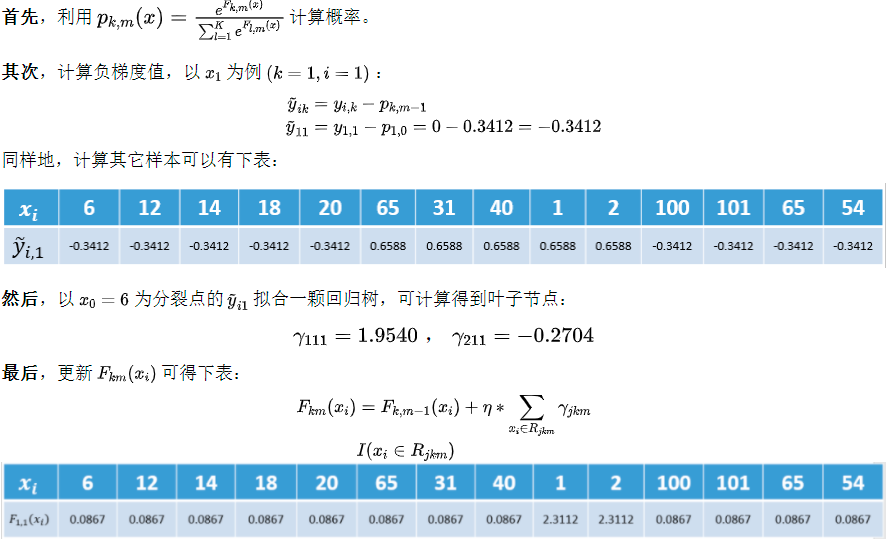 首先，利用 $p_{k,m}(x) = \frac{e^{F_{k,m}(x)}}{\sum_{l=1}^{K} e^{F_{l,m}(x)}}$ 计算概率。
其次，计算负梯度值，以 $x_1$ 为例 $(k = 1, i = 1)$ ：
$\tilde{y}_{ik} = y_{i,k} - p_{k,m-1}$
$\tilde{y}_{11} = y_{1,1} - p_{1,0} = 0 - 0.3412 = -0.3412$
同样地，计算其它样本可以有下表：
$x_i$ 6 12 14 18 20 65 31 40 1 2 100 101 65 54
$\tilde{y}_{i,1}$ -0.3412 -0.3412 -0.3412 -0.3412 -0.3412 0.6588 0.6588 0.6588 0.6588 0.6588 -0.3412 -0.3412 -0.3412 -0.3412
然后，以 $x_0 = 6$ 为分裂点的 $\tilde{y}_{i1}$ 拟合一颗回归树，可计算得到叶子节点：
$\gamma_{111} = 1.9540$ ， $\gamma_{211} = -0.2704$
最后，更新 $F_{km}(x_i)$ 可得下表：
$F_{km}(x_i) = F_{k,m-1}(x_i) + \eta * \sum_{x_i \in R_{jkm}} \gamma_{jkm}$
$I(x_i \in R_{jkm})$
$x_i$ 6 12 14 18 20 65 31 40 1 2 100 101 65 54
$F_{1,1}(x_i)$ 0.0867 0.0867 0.0867 0.0867 0.0867 0.0867 0.0867 0.0867 2.3112 2.3112 0.0867 0.0867 0.0867 0.0867